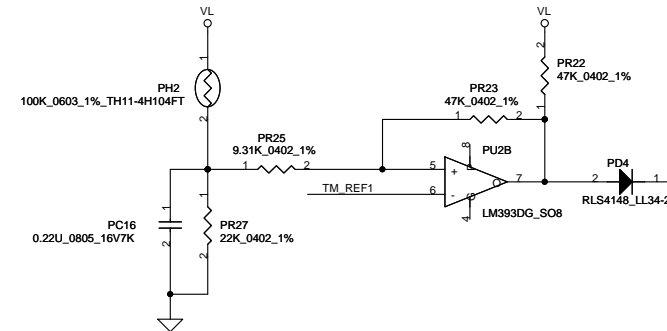 VL
VL
1
2
PH2
100K_0603_1%_TH11-4H104FT
PR22
47K_0402_1%
PR23
47K_0402_1%
1
1
2
2
PR25
9.31K_0402_1%
PU2B
8
1
2
5
+
P
PD4
1
1
TM_REF1
6
-
O
7
2
1
G
PC16
0.22U_0805_16V7K
PR27
22K_0402_1%
4
LM393DG_SO8
RLS4148_LL34-2
2
2